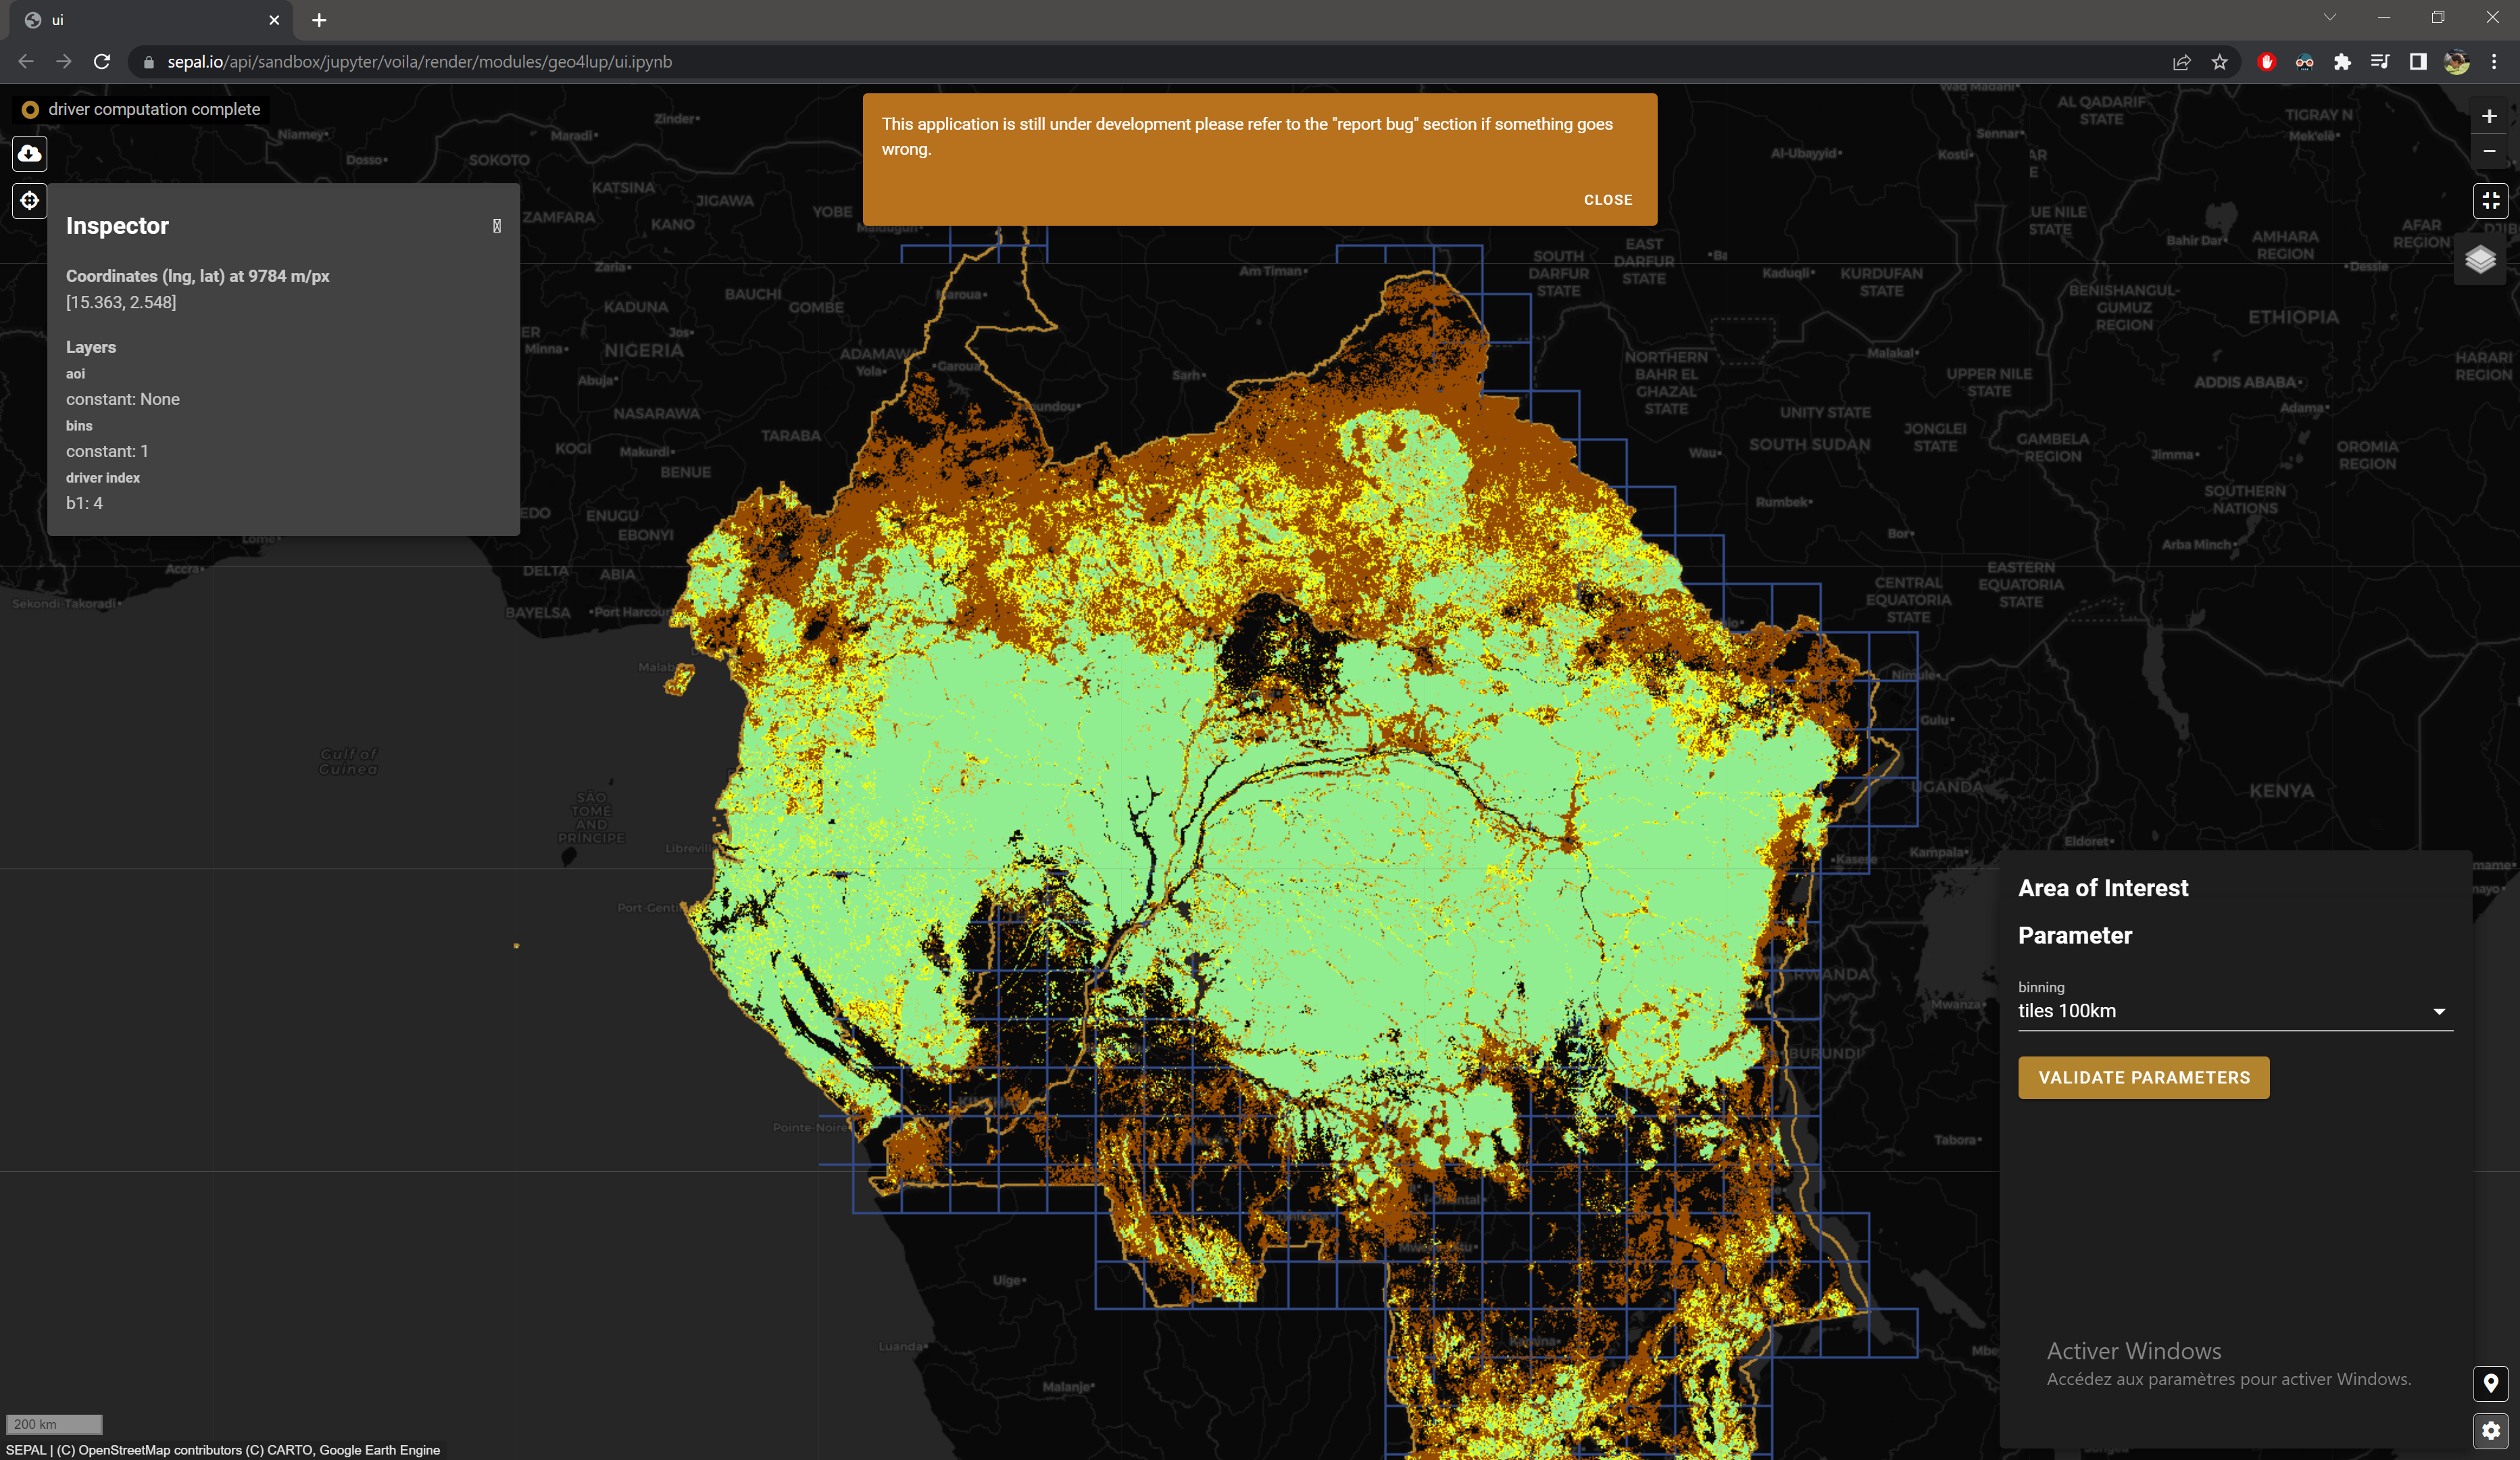 ui
sepal.io/api/sandbox/jupyter/voila/render/modules/geo4lup/ui.ipynb
driver computation complete
This application is still under development please refer to the "report bug" section if something goes
wrong.
CLOSE
Inspector
Coordinates (lng, lat) at 9784 m/px
[15.363, 2.548]
Layers
aoi
constant: None
bins
constant: 1
driver index
b1: 4
Niamey
Dosso
Maradi
Zinder
SOKOTO
KATSINA
JIGAWA
ZAMFARA
KANO
YOBE
Maiduguri
Zaria
KADUNA
BAUCHI
GOMBE
Maroua
Jos
Minna
NIGERIA
ADAMAWA
Yola
Garoua
Abuja
NASARAWA
TARABA
KOGI
Makurdi
BENUE
ENUGU
EBONYI
Lomé
DELTA
ABIA
Accra
BAYELSA
Port Harcourt
Sekondi-Takoradi
Gulf of
Guinea
SÃO
TOMÉ
AND
PRÍNCIPE
Libreville
Port-Gentil
Pointe-Noire
Uige
Luanda
Malanje
Am Timan
Sarh
Wad Madani
AL QADARIF
STATE
TIGRAY
Mek'elē
Sennar
Al-Ubayyid
Kosti
UE NILE
STATE
AFAR
REGION
Bahir Dar
AMHARA
REGION
Dessie
SOUTH
DARFUR
STATE
EAST
DARFUR
STATE
Kaduqli
KURDUFAN
STATE
BENISHANGUL-
GUMUZ
REGION
ETHIOPIA
NORTHERN
BAHR EL
GHAZAL
STATE
Malakal
UPPER NILE
STATE
HARARI
REGION
ADDIS ABABA
Adama
UNITY STATE
SOUTH SUDAN
JONGLEI
STATE
GAMBELA
REGION
Jimma
OROMIA
REGION
Wau
Rumbek
SOUTHERN
NATIONS
Bor
Arba Minch
CENTRAL
EQUATORIA
STATE
EASTERN
EQUATORIA
STATE
Nimule
Gulu
UGANDA
KENYA
Eldoret
Kasese
Kampala
RWANDA
Mwanza
BURUNDI
Tabora
Area of Interest
Parameter
binning
tiles 100km
VALIDATE PARAMETERS
Activer Windows
Accédez aux paramètres pour activer Windows.
200 km
SEPAL | (C) OpenStreetMap contributors (C) CARTO, Google Earth Engine